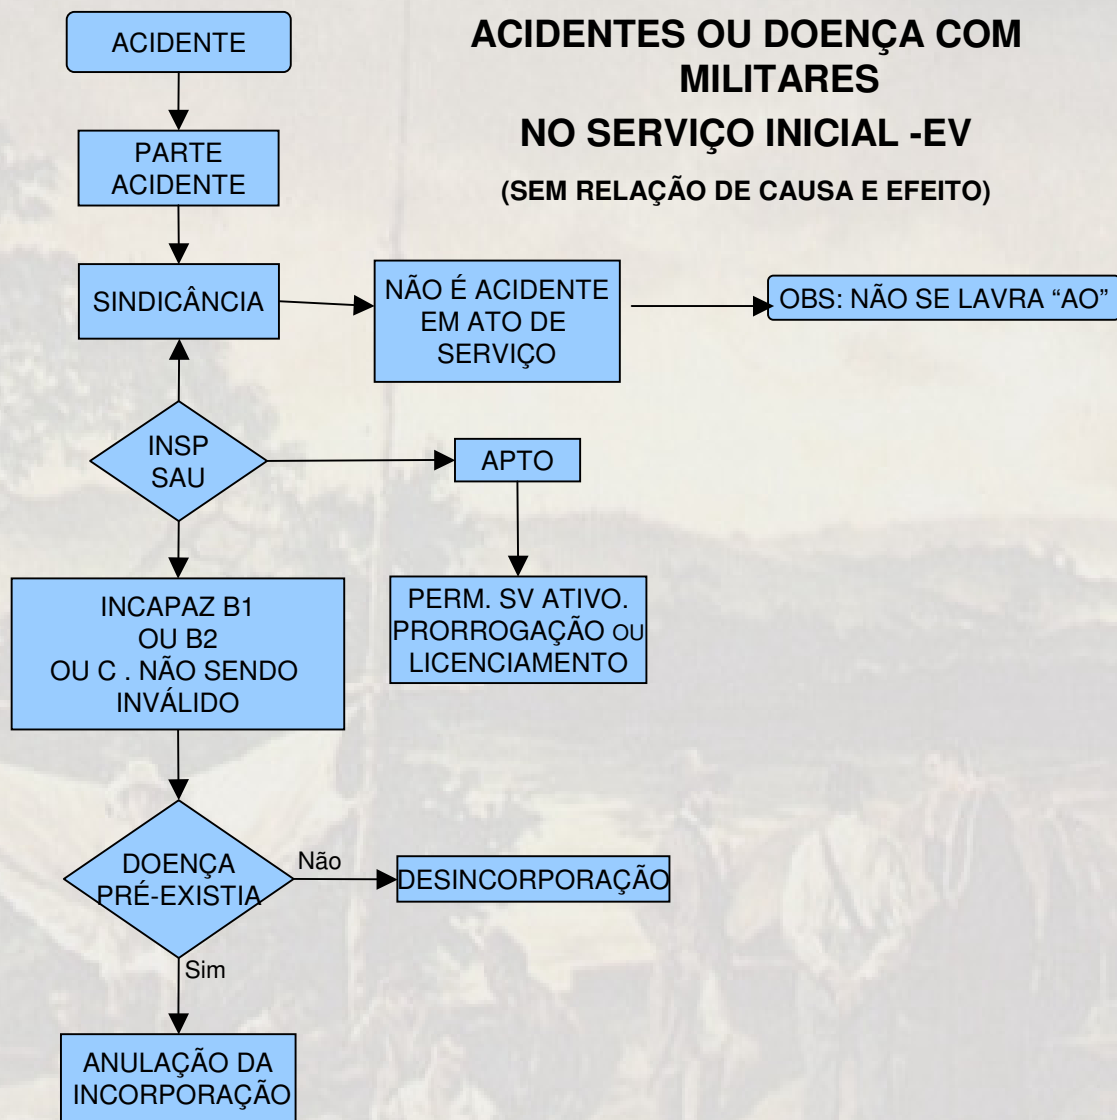 ACIDENTES OU DOENÇA COM
MILITARES
NO SERVIÇO INICIAL -EV
(SEM RELAÇÃO DE CAUSA E EFEITO)
ACIDENTE
PARTE
ACIDENTE
SINDICÂNCIA
NÃO É ACIDENTE
EM ATO DE
SERVIÇO
OBS: NÃO SE LAVRA “AO”
INSP
SAU
APTO
PERM. SV ATIVO.
PRORROGAÇÃO OU
LICENCIAMENTO
INCAPAZ B1
OU B2
OU C . NÃO SENDO
INVÁLIDO
DOENÇA
PRÉ-EXISTIA
Não
DESINCORPORAÇÃO
Sim
ANULAÇÃO DA
INCORPORAÇÃO